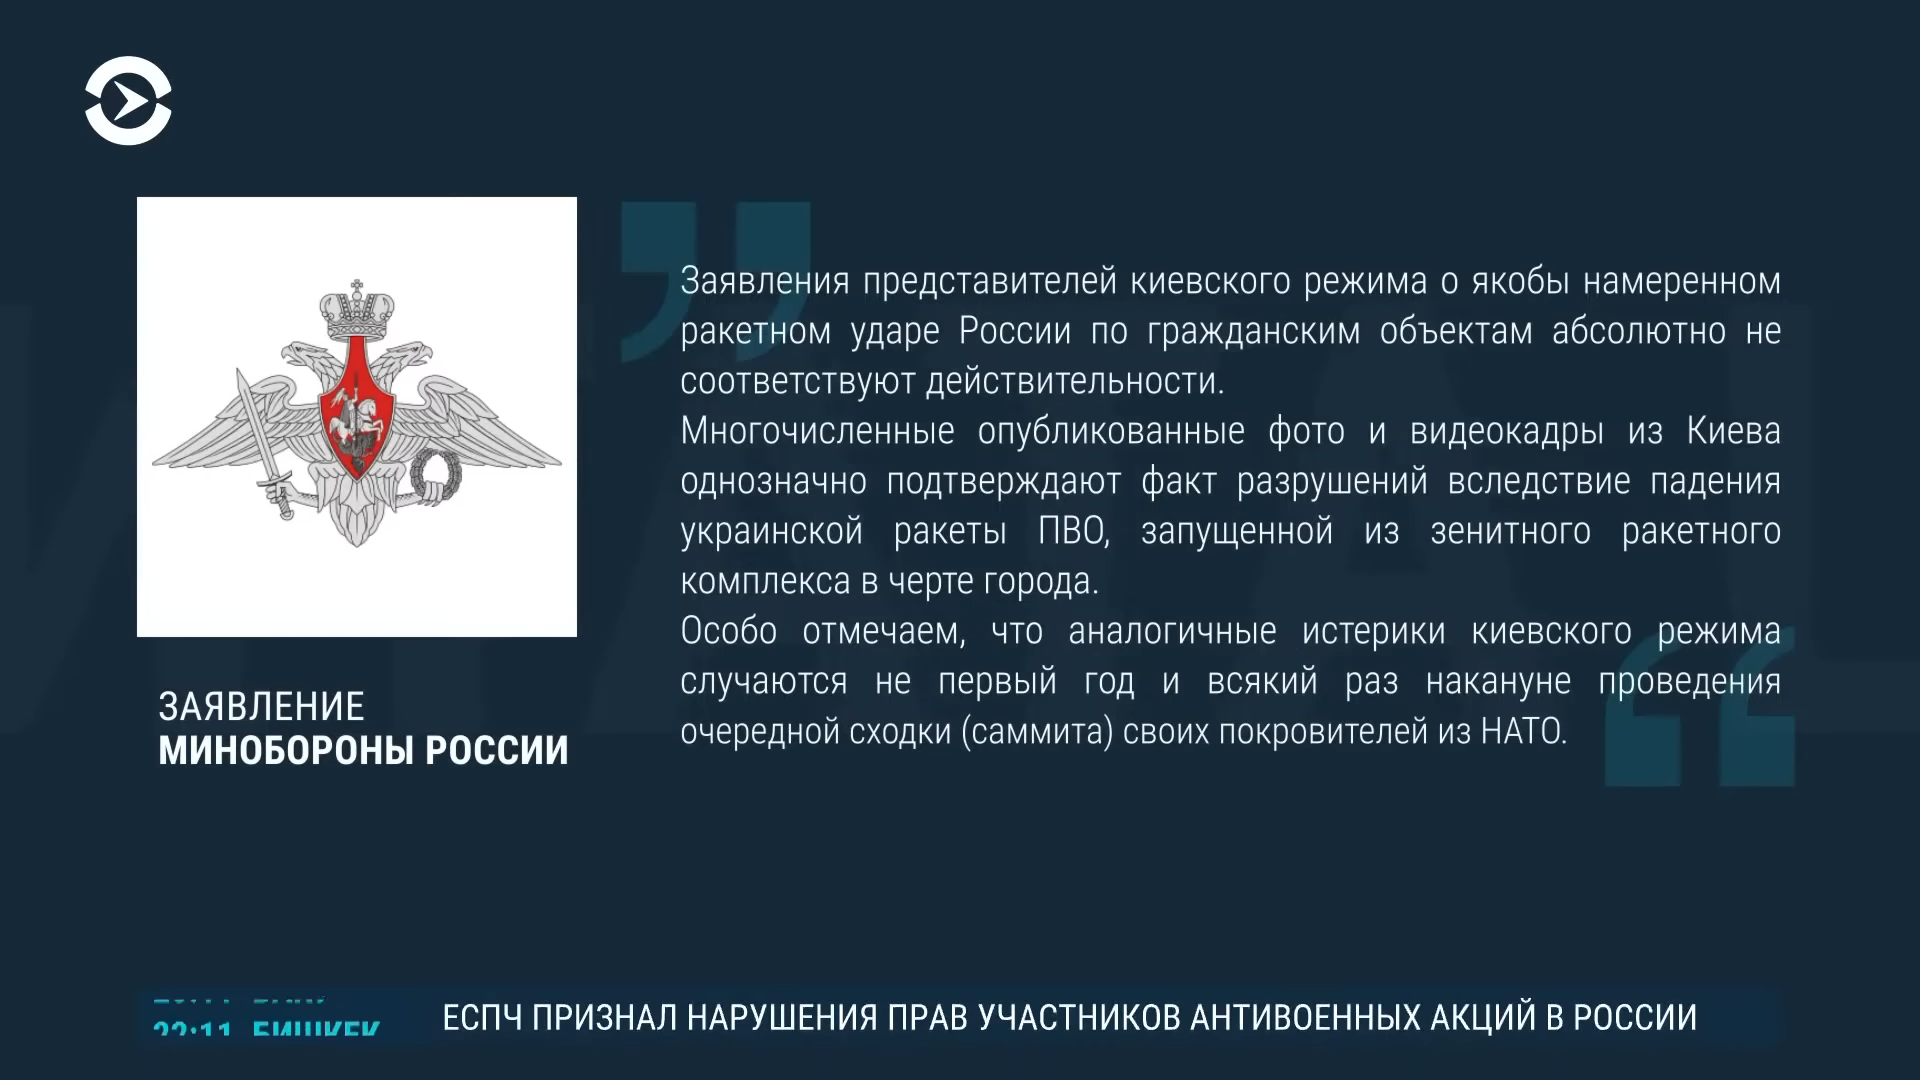 Заявления представителей киевского режима о якобы намеренном
ракетном ударе России по гражданским объектам абсолютно не
соответствуют действительности.
Многочисленные опубликованные фото и видеокадры из Киева
однозначно подтверждают факт разрушений вследствие падения
украинской ракеты ПВО, запущенной из зенитного ракетного
комплекса в черте города.
Особо отмечаем, что аналогичные истерики киевского режима
случаются не первый год и всякий раз накануне проведения
очередной сходки (саммита) своих покровителей из НАТО.
ЗАЯВЛЕНИЕ
МИНОБОРОНЫ РОССИИ
22:11 БИШКЕК
ЕСПЧ ПРИЗНАЛ НАРУШЕНИЯ ПРАВ УЧАСТНИКОВ АНТИВОЕННЫХ АКЦИЙ В РОССИИ